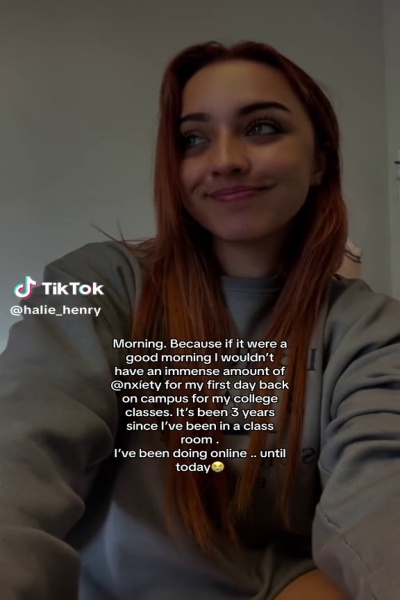 TikTok
@halie_henry
Morning. Because if it were a
good morning I wouldn't
have an immense amount of
@nxiety for my first day back
on campus for my college
classes. It's been 3 years
since I've been in a class
room .
I've been doing online .. until
today😭